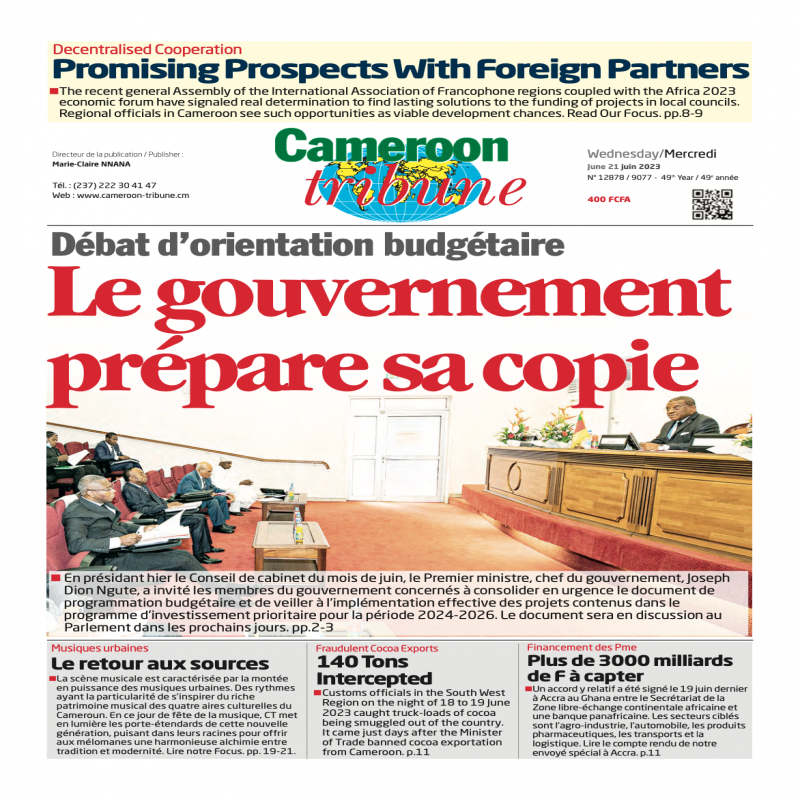 Decentralised Cooperation
Promising Prospects With Foreign Partners
The recent general Assembly of the International Association of Francophone regions coupled with the Africa 2023
economic forum have signaled real determination to find lasting solutions to the funding of projects in local councils.
Regional officials in Cameroon see such opportunities as viable development chances. Read Our Focus. pp.8-9
Directeur de la publication / Publisher :
Marie-Claire NNANA
Tél. : (237) 222 30 41 47
Web : www.cameroon-tribune.cm
Cameroon
tribune
Wednesday/Mercredi
June 21 juin 2023
N° 12878 / 9077 - 49th Year / 49e année
400 FCFA
Débat d'orientation budgétaire
Le gouvernement
prépare sa copie
En présidant hier le Conseil de cabinet du mois de juin, le Premier ministre, chef du gouvernement, Joseph
Dion Ngute, a invité les membres du gouvernement concernés à consolider en urgence le document de
programmation budgétaire et de veiller à l'implémentation effective des projets contenus dans le
programme d'investissement prioritaire pour la période 2024-2026. Le document sera en discussion au
Parlement dans les prochains jours. pp.2-3
Musiques urbaines
Le retour aux sources
La scène musicale est caractérisée par la montée
en puissance des musiques urbaines. Des rythmes
ayant la particularité de s'inspirer du riche
patrimoine musical des quatre aires culturelles du
Cameroun. En ce jour de fête de la musique, CT met
en lumière les porte-étendards de cette nouvelle
génération, puisant dans leurs racines pour offrir
aux mélomanes une harmonieuse alchimie entre
tradition et modernité. Lire notre Focus. pp. 19-21.
Fraudulent Cocoa Exports
140 Tons
Intercepted
Customs officials in the South West
Region on the night of 18 to 19 June
2023 caught truck-loads of cocoa
being smuggled out of the country.
It came just days after the Minister
of Trade banned cocoa exportation
from Cameroon. p.11
Financement des Pme
Plus de 3000 milliards
de F à capter
Un accord y relatif a été signé le 19 juin dernier
à Accra au Ghana entre le Secrétariat de la
Zone libre-échange continentale africaine et
une banque panafricaine. Les secteurs ciblés
sont l'agro-industrie, l'automobile, les produits
pharmaceutiques, les transports et la
logistique. Lire le compte rendu de notre
envoyé spécial à Accra. p.11